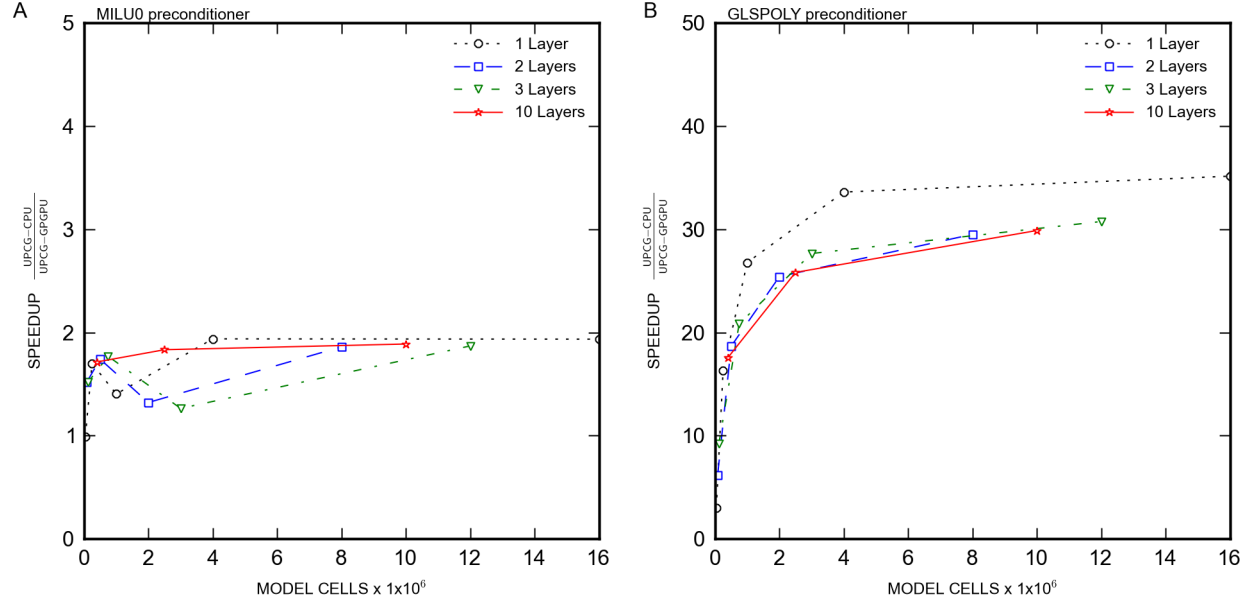 A
MILU0 preconditioner
5
4
3
2
1
0
SPEEDUP UPCG−CPU
UPCG−GPGPU
1 Layer
2 Layers
3 Layers
10 Layers
0 2 4 6 8 10 12 14 16
MODEL CELLS x 1x10⁶
B
GLSPOLY preconditioner
50
40
30
20
10
0
SPEEDUP UPCG−CPU
UPCG−GPGPU
1 Layer
2 Layers
3 Layers
10 Layers
0 2 4 6 8 10 12 14 16
MODEL CELLS x 1x10⁶